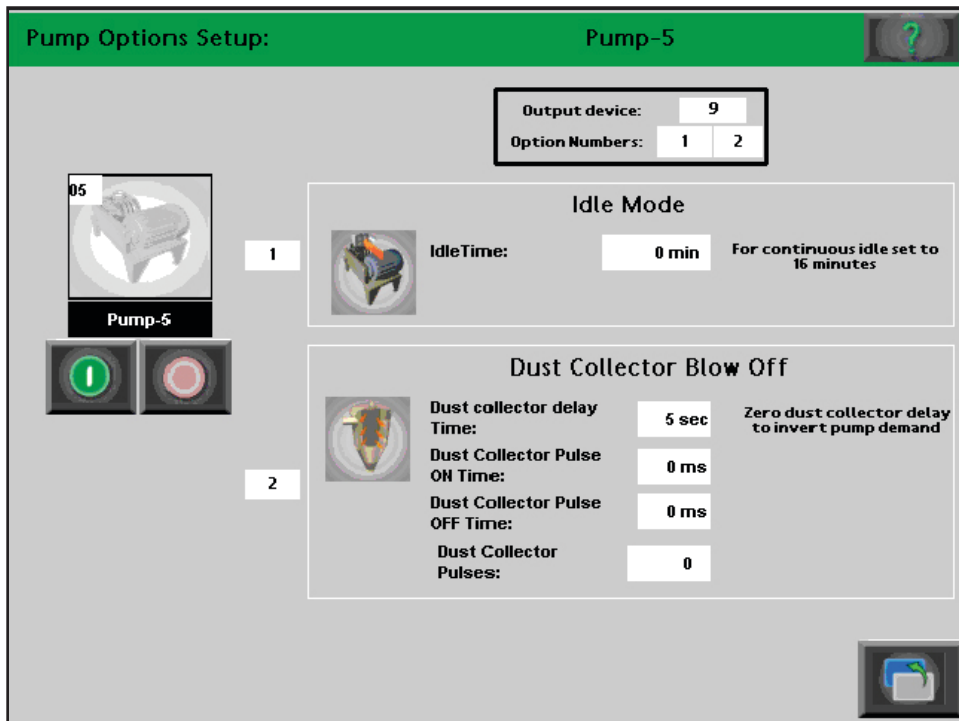 Pump Options Setup: Pump-5 ?
Output device: 9
Option Numbers: 1 2
05
Pump-5
Idle Mode
1
IdleTime: 0 min For continuous idle set to
16 minutes
Dust Collector Blow Off
2
Dust collector delay
Time: 5 sec Zero dust collector delay
to invert pump demand
Dust Collector Pulse
ON Time: 0 ms
Dust Collector Pulse
OFF Time: 0 ms
Dust Collector
Pulses: 0